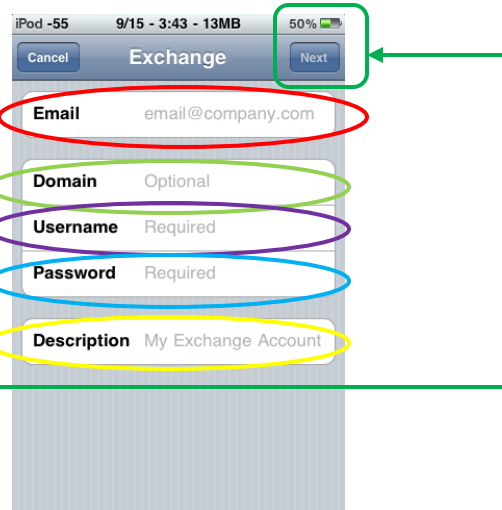 iPod -55 9/15 - 3:43 - 13MB 50%
Cancel Exchange Next
Email email@company.com
Domain Optional
Username Required
Password Required
Description My Exchange Account